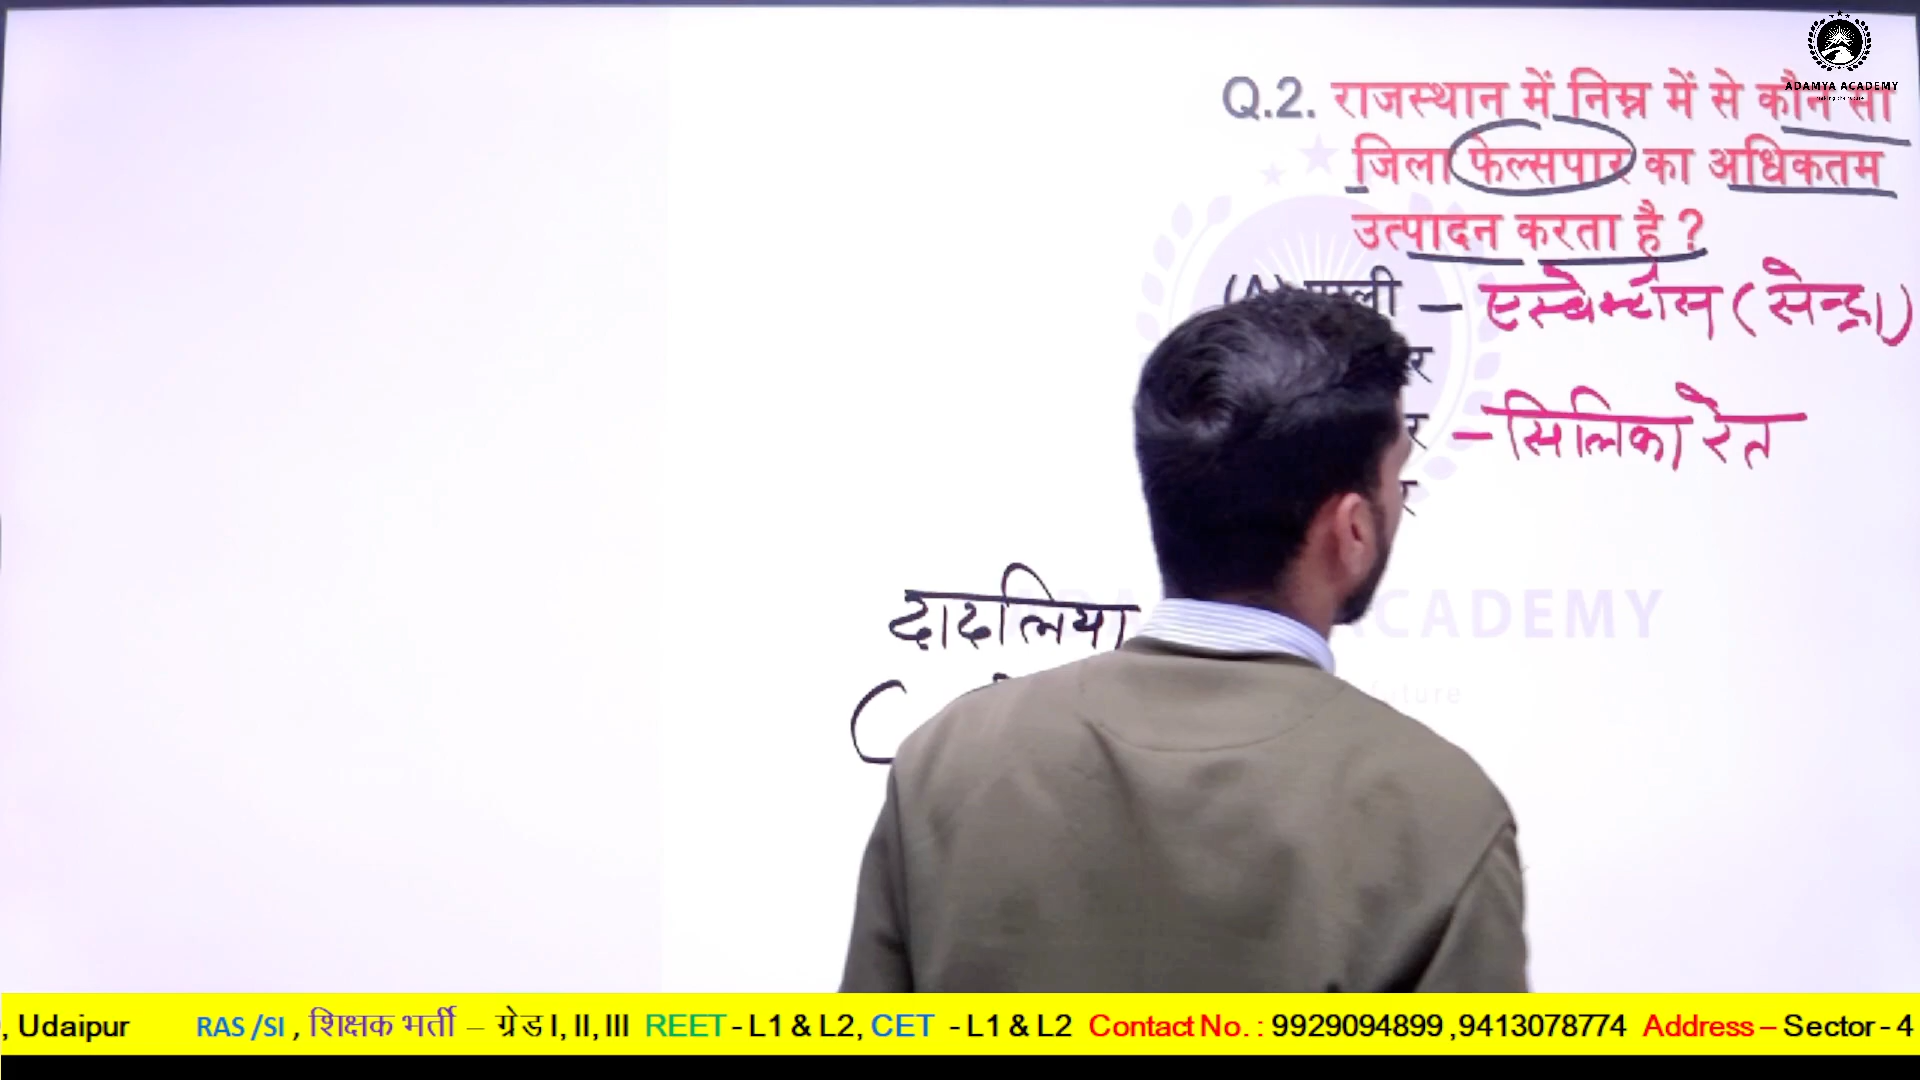 ADAMYA ACADEMY
Q.2. राजस्थान में निम्न में से कौन सा
जिला फेल्सपार का अधिकतम
उत्पादन करता है ?
– एस्बेस्टोस (सेन्द्रा)
– सिलिका रेत
दादलिया
ACADEMY
, Udaipur RAS /SI , शिक्षक भर्ती – ग्रेड I, II, III REET - L1 & L2, CET - L1 & L2 Contact No. : 9929094899 ,9413078774 Address – Sector - 4